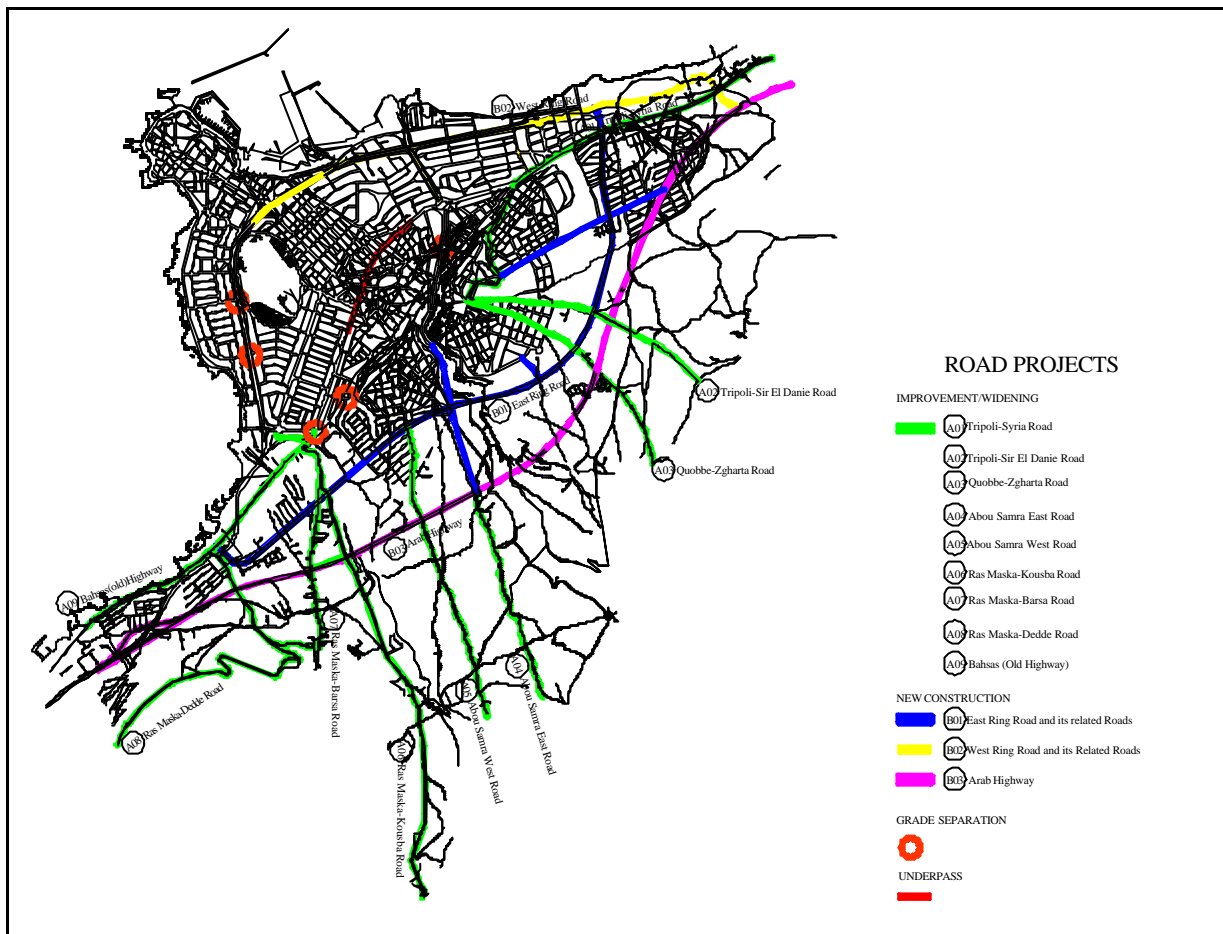 B02 West Ring Road
Syria Road
ROAD PROJECTS
IMPROVEMENT/WIDENING
A01 Tripoli-Syria Road
A02 Tripoli-Sir El Danie Road
A03 Quobbe-Zgharta Road
A04 Abou Samra East Road
A05 Abou Samra West Road
A06 Ras Maska-Kousba Road
A07 Ras Maska-Barsa Road
A08 Ras Maska-Dedde Road
A09 Bahsas (Old Highway)
NEW CONSTRUCTION
B01 East Ring Road and its related Roads
B02 West Ring Road and its Related Roads
B03 Arab Highway
GRADE SEPARATION
UNDERPASS
A02 Tripoli-Sir El Danie Road
B01 East Ring Road
A03 Quobbe-Zgharta Road
B03 Arab Highway
A09 Bahsas(old)Highway
A07 Ras Maska-Barsa Road
A08 Ras Maska-Dedde Road
A06 Ras Maska-Kousba Road
A05 Abou Samra West Road
A04 Abou Samra East Road